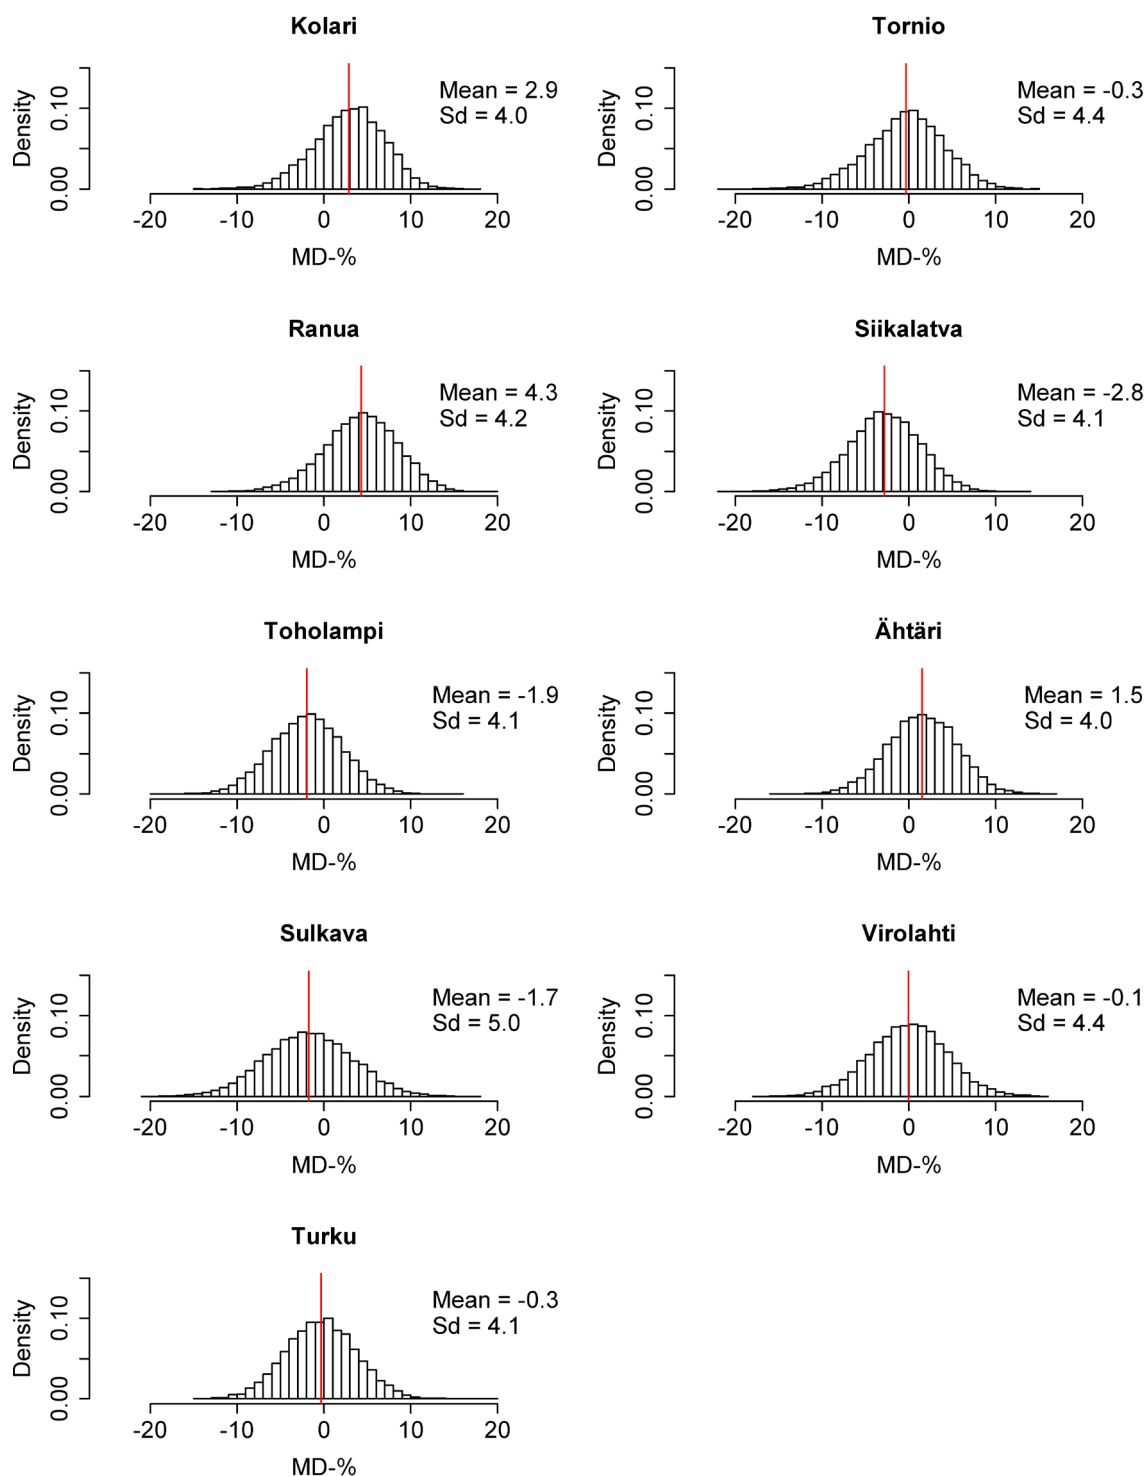 Kolari
Mean = 2.9
Sd = 4.0
Density
0.00 0.10
-20 -10 0 10 20
MD-%
Tornio
Mean = -0.3
Sd = 4.4
Density
0.00 0.10
-20 -10 0 10 20
MD-%
Ranua
Mean = 4.3
Sd = 4.2
Density
0.00 0.10
-20 -10 0 10 20
MD-%
Siikalatva
Mean = -2.8
Sd = 4.1
Density
0.00 0.10
-20 -10 0 10 20
MD-%
Toholampi
Mean = -1.9
Sd = 4.1
Density
0.00 0.10
-20 -10 0 10 20
MD-%
Ähtäri
Mean = 1.5
Sd = 4.0
Density
0.00 0.10
-20 -10 0 10 20
MD-%
Sulkava
Mean = -1.7
Sd = 5.0
Density
0.00 0.10
-20 -10 0 10 20
MD-%
Virolahti
Mean = -0.1
Sd = 4.4
Density
0.00 0.10
-20 -10 0 10 20
MD-%
Turku
Mean = -0.3
Sd = 4.1
Density
0.00 0.10
-20 -10 0 10 20
MD-%